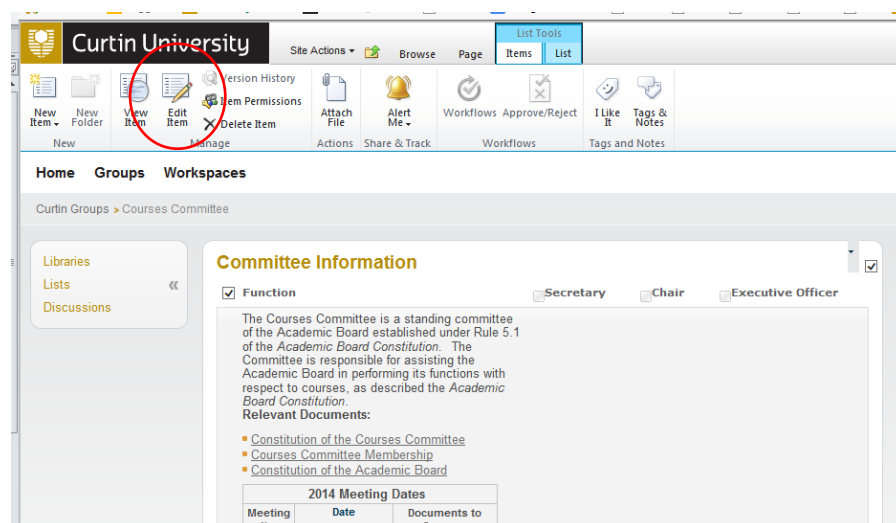 Curtin University
Site Actions Browse Page List Tools Items List
New Item New Folder View Item Edit Item Version History Item Permissions Delete Item Attach File Alert Me Workflows Approve/Reject I Like It Tags & Notes
New Manage Actions Share & Track Workflows Tags and Notes
Home Groups Workspaces
Curtin Groups > Courses Committee
Libraries
Lists «
Discussions
Committee Information
Function Secretary Chair Executive Officer
The Courses Committee is a standing committee
of the Academic Board established under Rule 5.1
of the Academic Board Constitution. The
Committee is responsible for assisting the
Academic Board in performing its functions with
respect to courses, as described the Academic
Board Constitution.
Relevant Documents:
Constitution of the Courses Committee
Courses Committee Membership
Constitution of the Academic Board
2014 Meeting Dates
Meeting Date Documents to